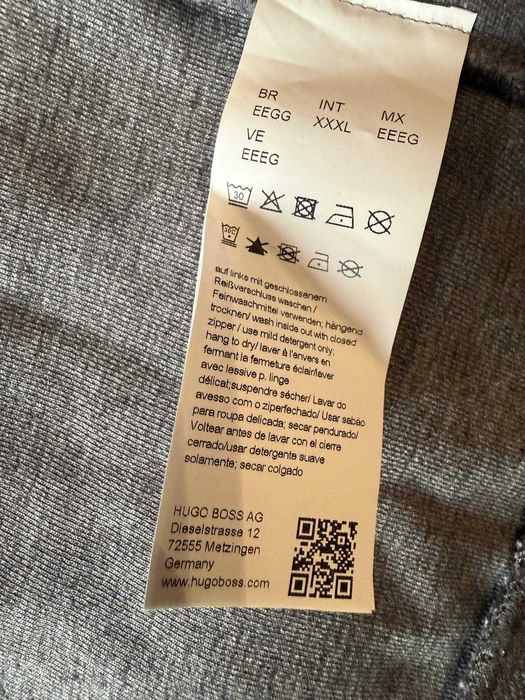 BR INT MX
EEGG XXXL EEEG
VE
EEEG
30
30C
auf links mit geschlossenem
Reißverschluss waschen /
Feinwaschmittel verwenden; hängend
trocknen/ wash inside out with closed
zipper / use mild detergent only;
hang to dry/ laver à l'envers en
fermant la fermeture éclair/laver
avec lessive p. linge
délicat;suspendre sécher/ Lavar do
avesso com o ziperfechado/ Usar sabão
para roupa delicada; secar pendurado/
Voltear antes de lavar con el cierre
cerrado/usar detergente suave
solamente; secar colgado
HUGO BOSS AG
Dieselstrasse 12
72555 Metzingen
Germany
www.hugoboss.com